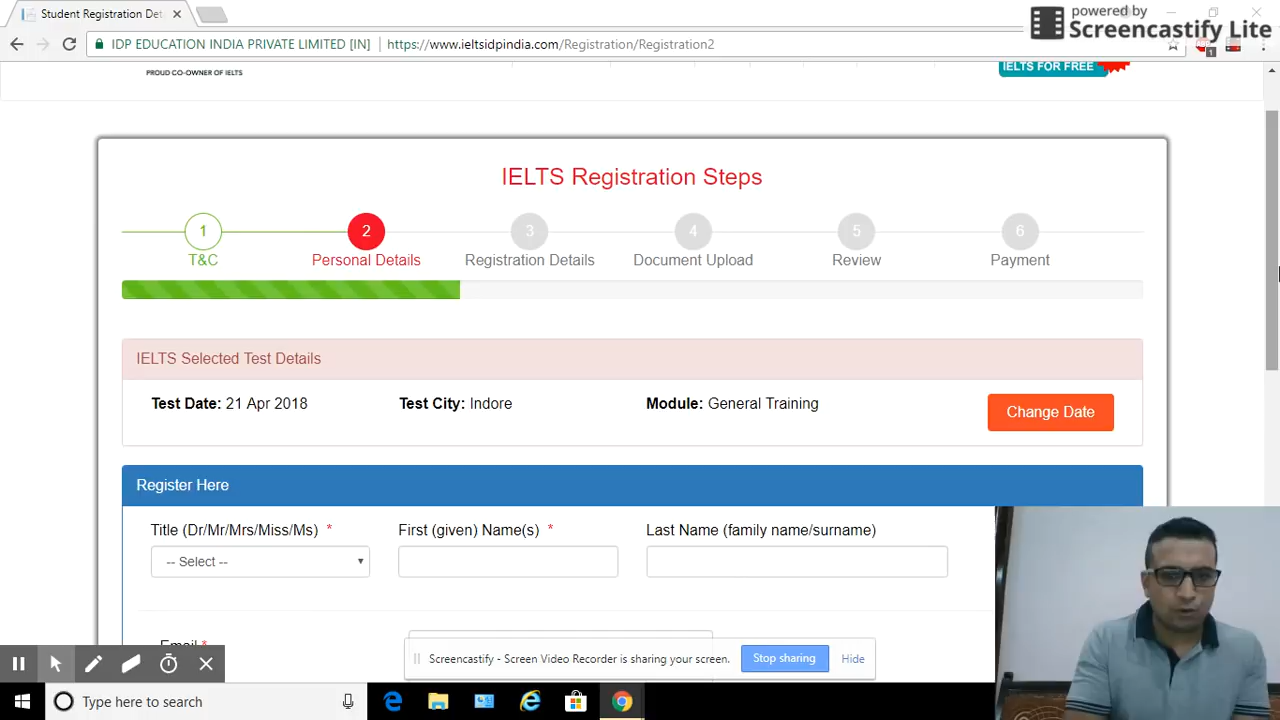 Student Registration Det
powered by
Screencastify Lite
IDP EDUCATION INDIA PRIVATE LIMITED [IN]
https://www.ieltsidpindia.com/Registration/Registration2
1
PROUD CO-OWNER OF IELTS
IELTS FOR FREE
IELTS Registration Steps
1 2 3 4 5 6
T&C Personal Details Registration Details Document Upload Review Payment
IELTS Selected Test Details
Test Date: 21 Apr 2018 Test City: Indore Module: General Training Change Date
Register Here
Title (Dr/Mr/Mrs/Miss/Ms) * First (given) Name(s) * Last Name (family name/surname)
-- Select --
Email *
Screencastify - Screen Video Recorder is sharing your screen. Stop sharing Hide
Type here to search